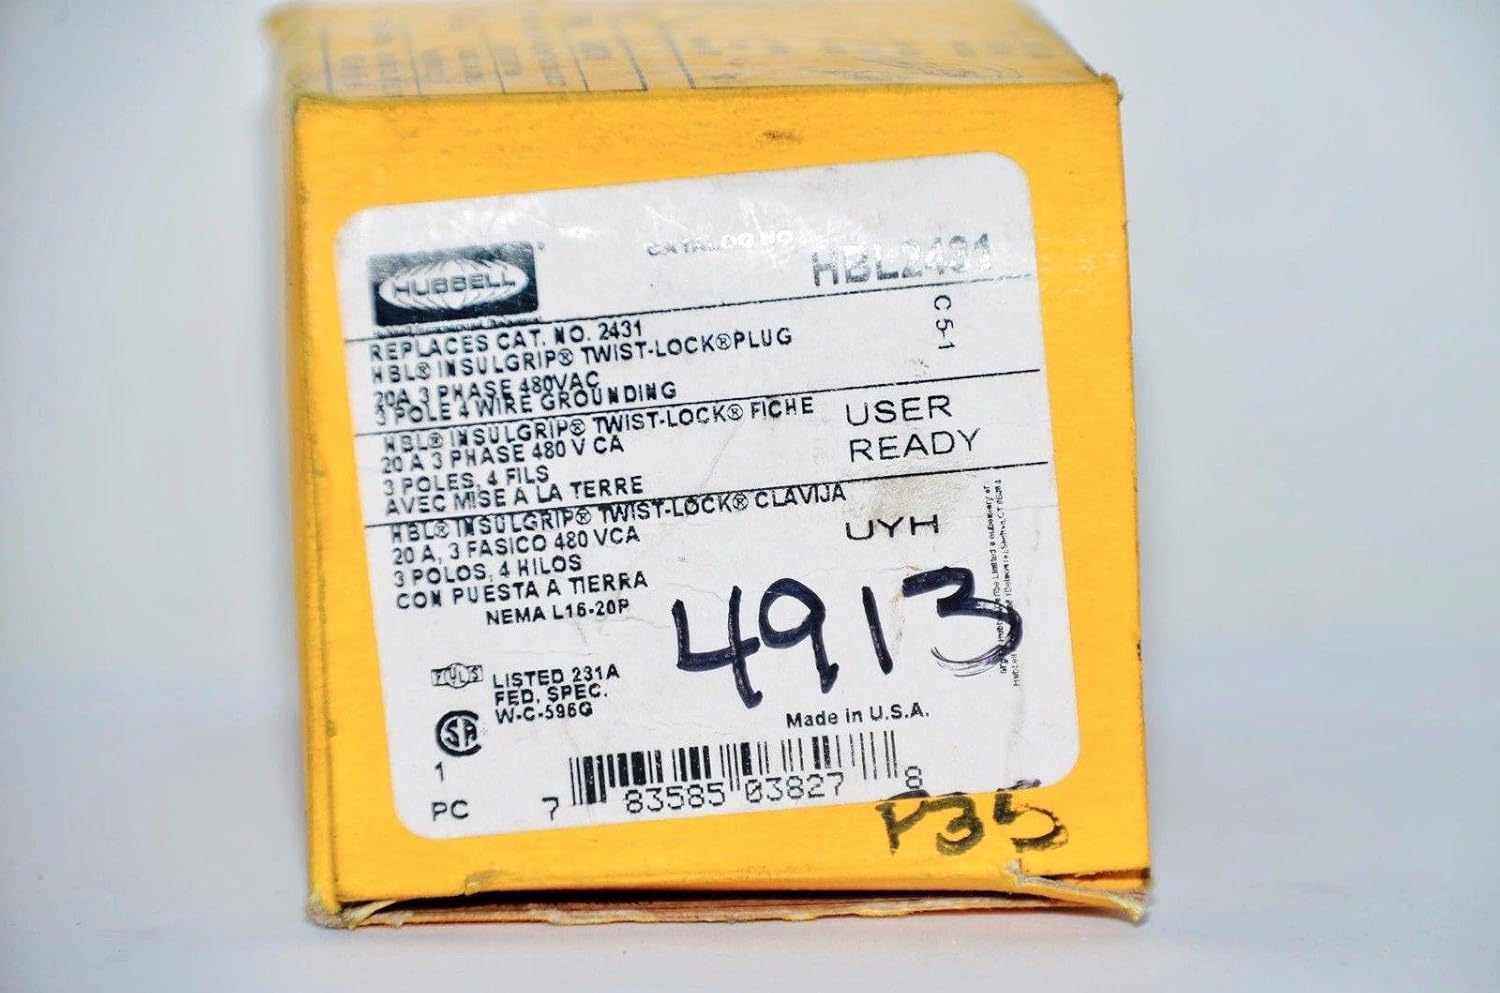 HUBBELL
CATALOG NO.
HBL2431
C 5-1
REPLACES CAT. NO. 2431
HBL® INSULGRIP® TWIST-LOCK® PLUG
20A 3 PHASE 480VAC
3 POLE 4 WIRE GROUNDING
HBL® INSULGRIP® TWIST-LOCK® FICHE
20 A 3 PHASE 480 V CA
3 POLES, 4 FILS
AVEC MISE A LA TERRE
USER
READY
HBL® INSULGRIP® TWIST-LOCK® CLAVIJA
20 A, 3 FASICO 480 VCA
3 POLOS, 4 HILOS
CON PUESTA A TIERRA
NEMA L16-20P
UYH
4913
LISTED 231A
FED. SPEC.
W-C-596G
SA
Made in U.S.A.
1
PC
7 83585 03827 8
P35